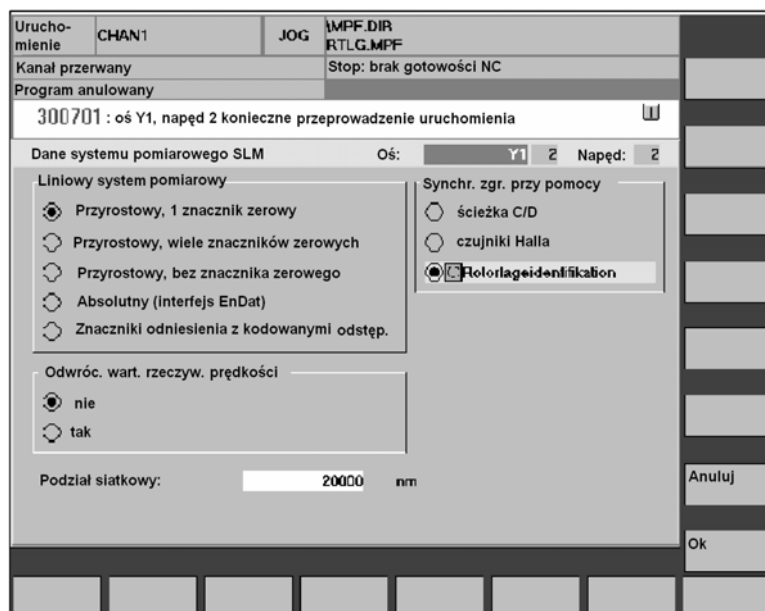 Urucho-
mienie
CHAN1
JOG
\MPF.DIR
RTLG.MPF
Kanał przerwany
Stop: brak gotowości NC
Program anulowany
300701 : oś Y1, napęd 2 konieczne przeprowadzenie uruchomienia
Dane systemu pomiarowego SLM Oś: Y1 2 Napęd: 2
Liniowy system pomiarowy
Przyrostowy, 1 znacznik zerowy
Przyrostowy, wiele znaczników zerowych
Przyrostowy, bez znacznika zerowego
Absolutny (interfejs EnDat)
Znaczniki odniesienia z kodowanymi odstęp.
Synchr. zgr. przy pomocy
ścieżka C/D
czujniki Halla
Rotorlageidentifikation
Odwróc. wart. rzeczyw. prędkości
nie
tak
Podział siatkowy: 20000 nm
Anuluj
Ok